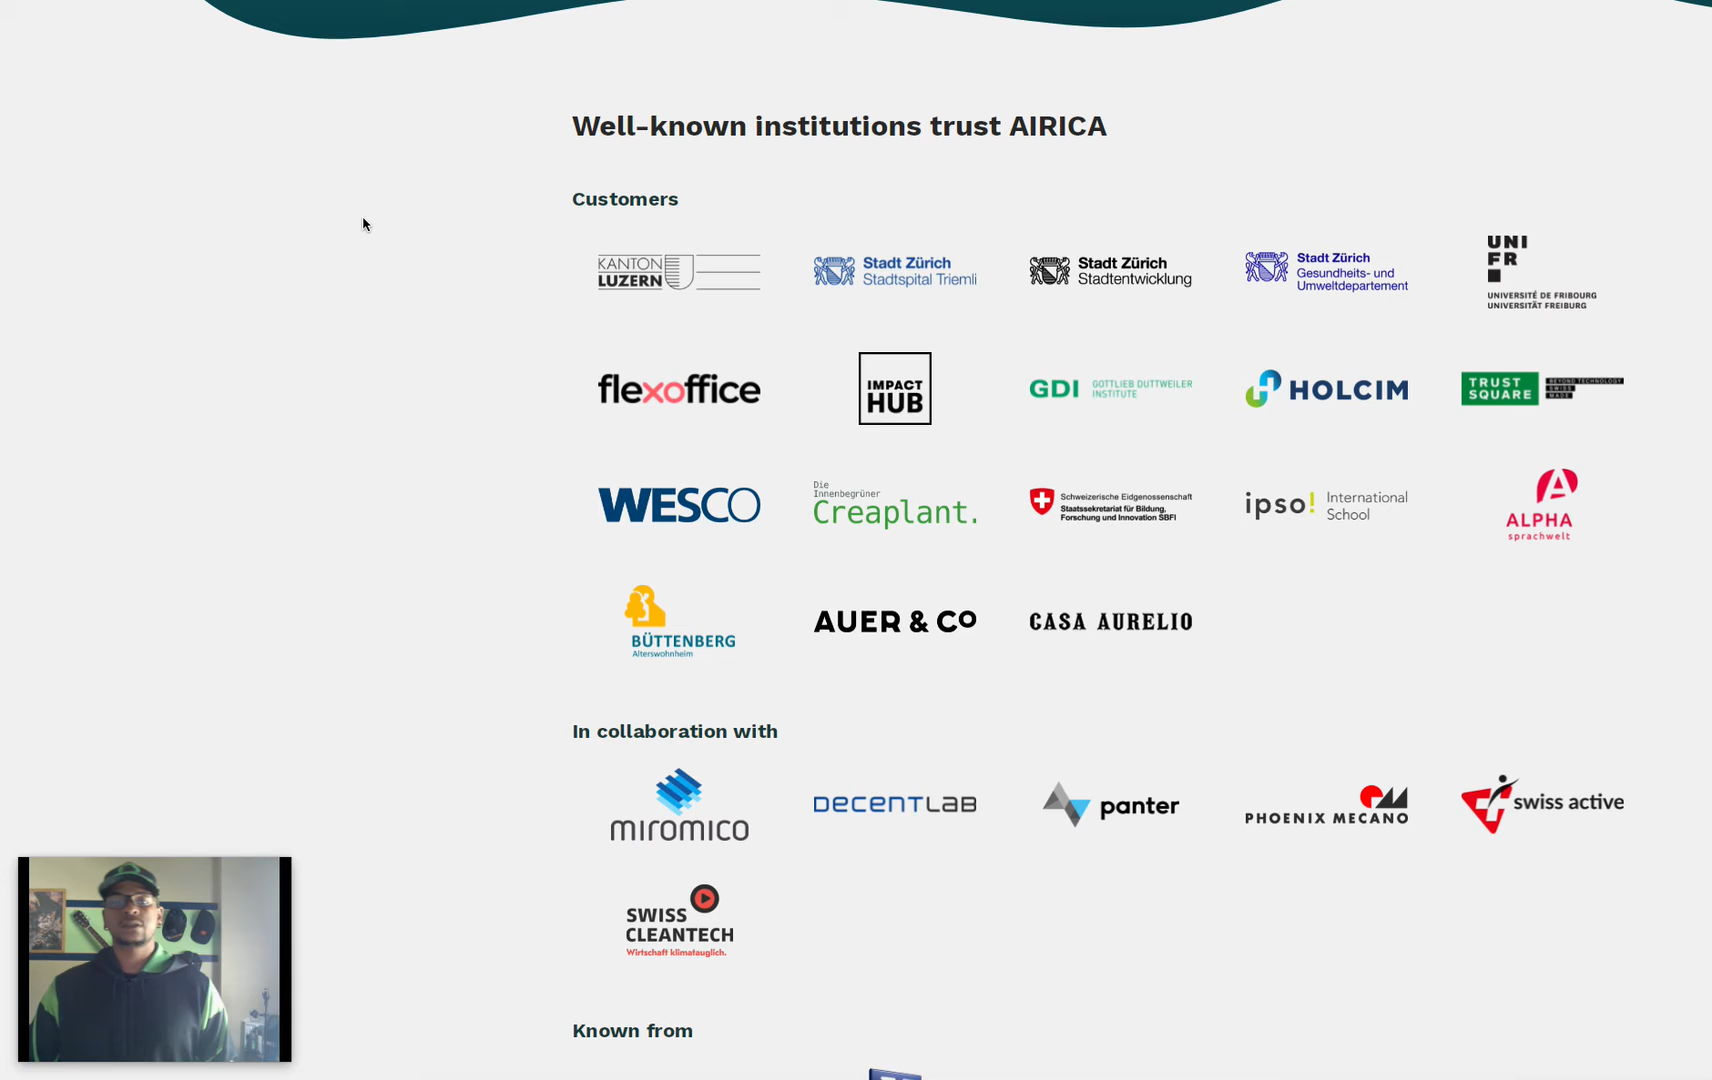 Well-known institutions trust AIRICA
Customers
KANTON
LUZERN
Stadt Zürich
Stadtspital Triemli
Stadt Zürich
Stadtentwicklung
Stadt Zürich
Gesundheits- und
Umweltdepartement
UNI
FR
UNIVERSITÉ DE FRIBOURG
UNIVERSITÄT FREIBURG
flexoffice
IMPACT
HUB
GDI
GOTTLIEB DUTTWEILER
INSTITUTE
HOLCIM
TRUST
SQUARE
BEYOND TECHNOLOGY
SWISS
MADE
WESCO
Die
Innenbegrüner
Creaplant.
Schweizerische Eidgenossenschaft
Staatssekretariat für Bildung,
Forschung und Innovation SBFI
ipso!
International
School
ALPHA
sprachwelt
BÜTTENBERG
Alterswohnheim
AUER & CO
CASA AURELIO
In collaboration with
miromico
DECENTLAB
panter
PHOENIX MECANO
swiss active
SWISS
CLEANTECH
Wirtschaft klimatauglich.
Known from